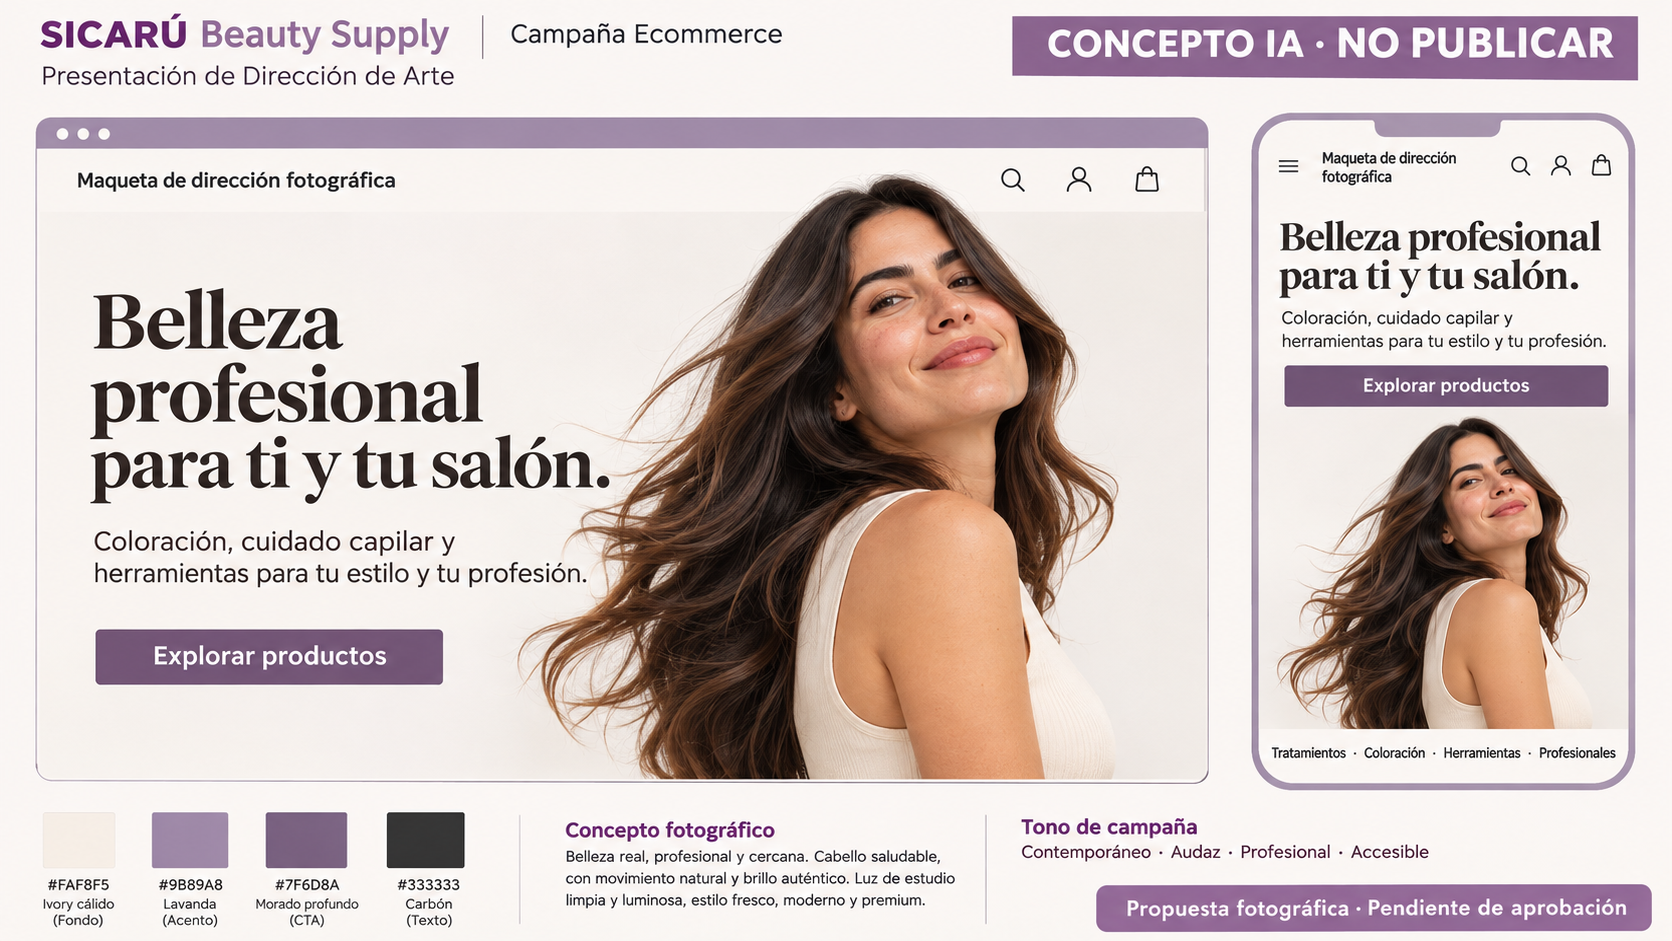 SICARÚ Beauty Supply
Campaña Ecommerce
Presentación de Dirección de Arte
CONCEPTO IA · NO PUBLICAR
Maqueta de dirección fotográfica
Belleza
profesional
para ti y tu salón.
Coloración, cuidado capilar y
herramientas para tu estilo y tu profesión.
Explorar productos
Maqueta de dirección
fotográfica
Belleza profesional
para ti y tu salón.
Coloración, cuidado capilar y
herramientas para tu estilo y tu profesión.
Explorar productos
Tratamientos · Coloración · Herramientas · Profesionales
#FAF8F5
Ivory cálido
(Fondo)
#9B89A8
Lavanda
(Acento)
#7F6D8A
Morado profundo
(CTA)
#333333
Carbón
(Texto)
Concepto fotográfico
Belleza real, profesional y cercana. Cabello saludable,
con movimiento natural y brillo auténtico. Luz de estudio
limpia y luminosa, estilo fresco, moderno y premium.
Tono de campaña
Contemporáneo · Audaz · Profesional · Accesible
Propuesta fotográfica · Pendiente de aprobación